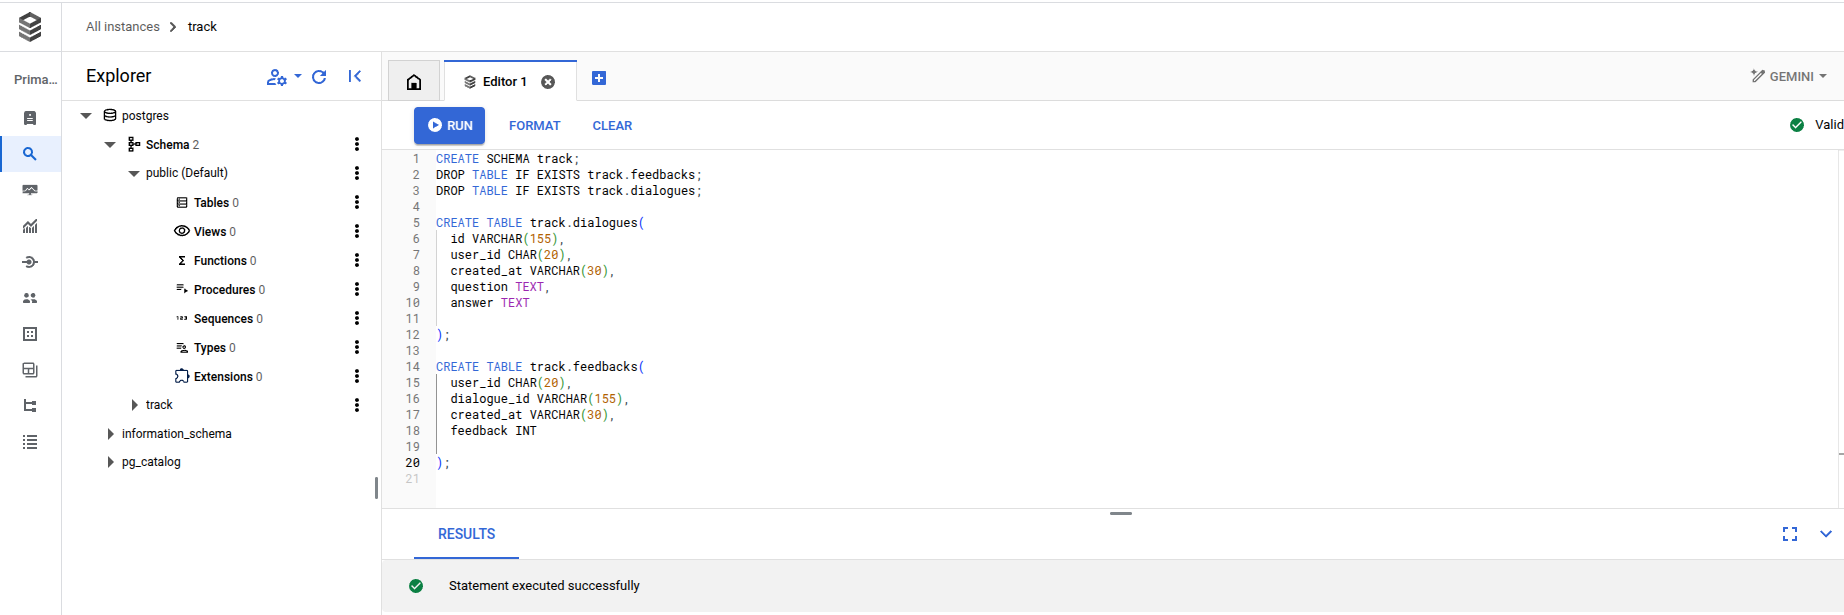 All instances > track
Prima...
Explorer
postgres
Schema 2
public (Default)
Tables 0
Views 0
Functions 0
Procedures 0
Sequences 0
Types 0
Extensions 0
track
information_schema
pg_catalog
Editor 1
GEMINI
RUN
FORMAT
CLEAR
Valid
1 CREATE SCHEMA track;
2 DROP TABLE IF EXISTS track.feedbacks;
3 DROP TABLE IF EXISTS track.dialogues;
4
5 CREATE TABLE track.dialogues(
6 id VARCHAR(155),
7 user_id CHAR(20),
8 created_at VARCHAR(30),
9 question TEXT,
10 answer TEXT
11
12 );
13
14 CREATE TABLE track.feedbacks(
15 user_id CHAR(20),
16 dialogue_id VARCHAR(155),
17 created_at VARCHAR(30),
18 feedback INT
19
20 );
21
RESULTS
Statement executed successfully